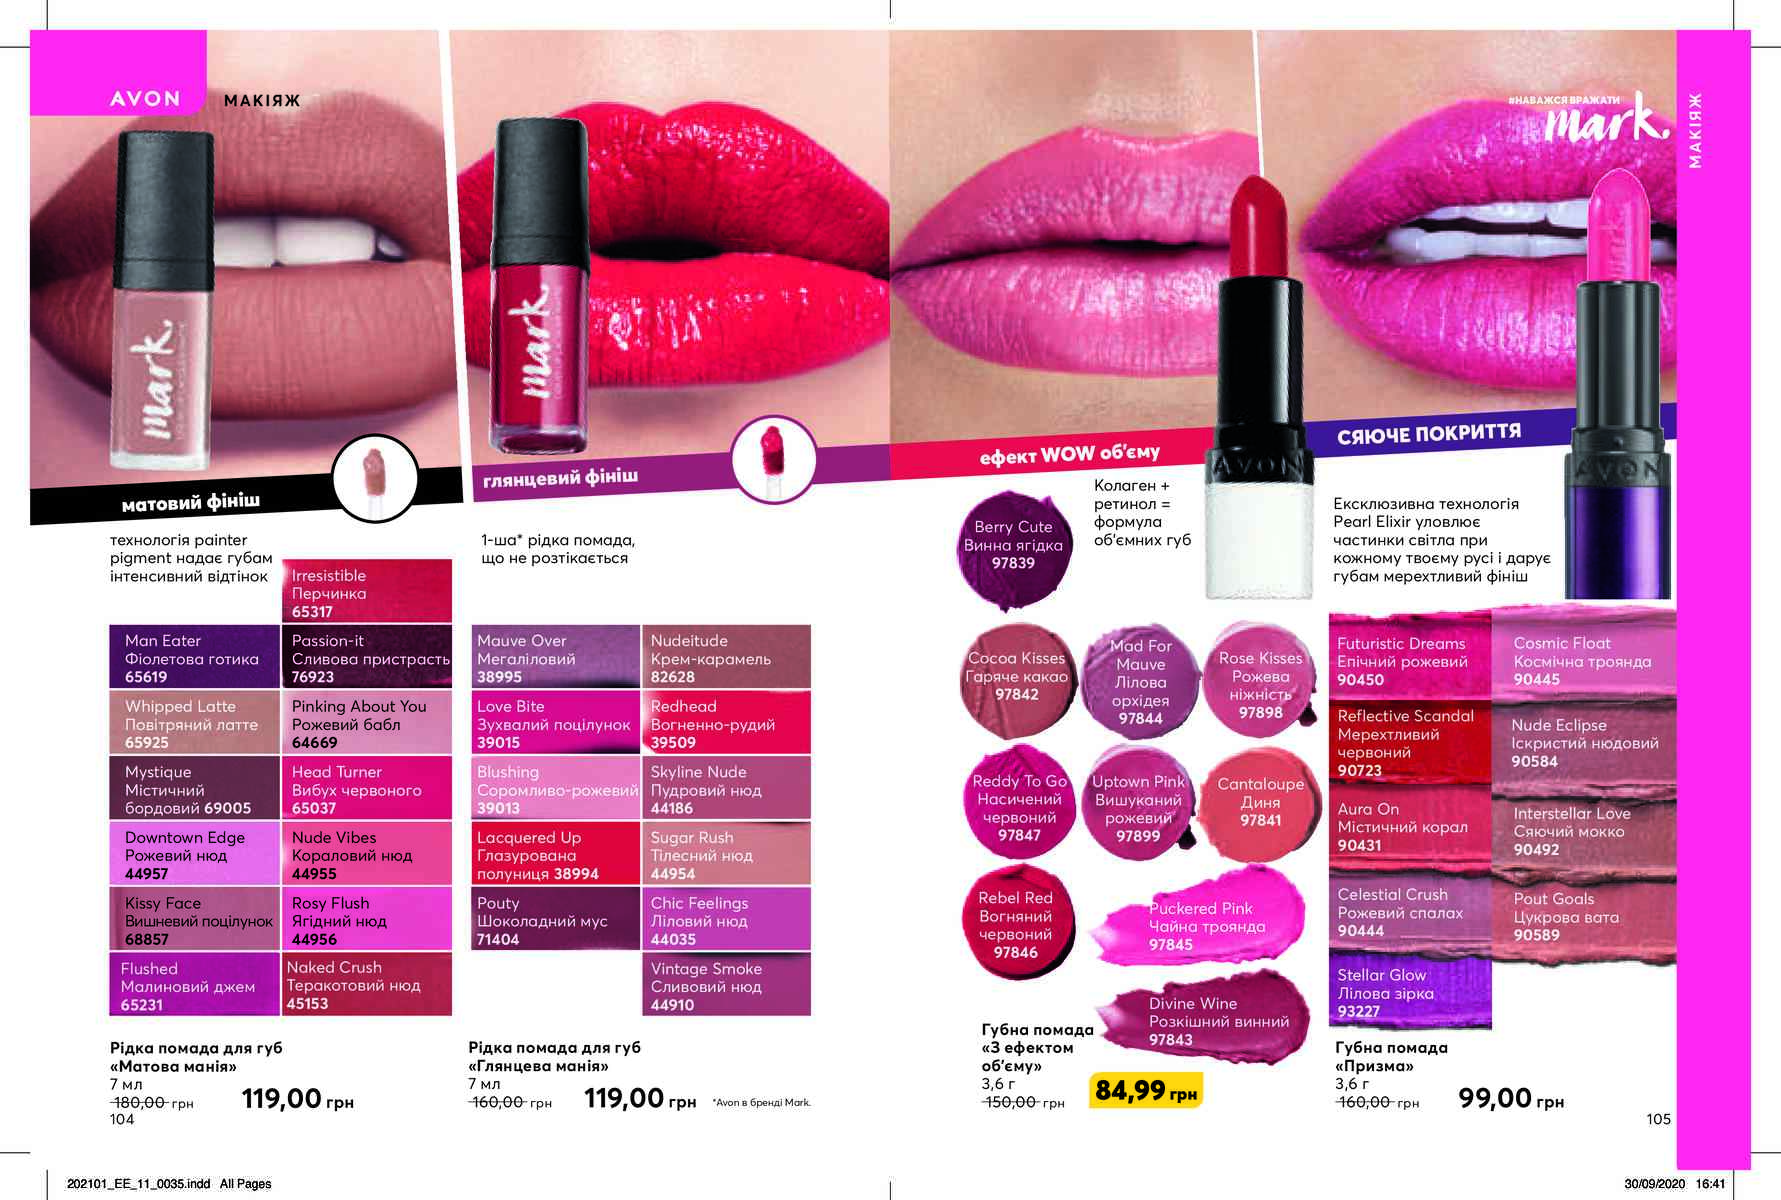 AVON
МАКІЯЖ
mark.
матовий фініш
технологія painter
pigment надає губам
інтенсивний відтінок
Irresistible
Перчинка
65317
Man Eater
Фіолетова готика
65619
Passion-it
Сливова пристрасть
76923
Whipped Latte
Повітряний латте
65925
Pinking About You
Рожевий бабл
64669
Mystique
Містичний
бордовий 69005
Head Turner
Вибух червоного
65037
Downtown Edge
Рожевий нюд
44957
Nude Vibes
Кораловий нюд
44955
Kissy Face
Вишневий поцілунок
68857
Rosy Flush
Ягідний нюд
44956
Flushed
Малиновий джем
65231
Naked Crush
Теракотовий нюд
45153
Рідка помада для губ
«Матова манія»
7 мл
180,00 грн
119,00 грн
104
mark.
глянцевий фініш
1-ша* рідка помада,
що не розтікається
Mauve Over
Мегаліловий
38995
Nudeitude
Крем-карамель
82628
Love Bite
Зухвалий поцілунок
39015
Redhead
Вогненно-рудий
39509
Blushing
Соромливо-рожевий
39013
Skyline Nude
Пудровий нюд
44186
Lacquered Up
Глазурована
полуниця 38994
Sugar Rush
Тілесний нюд
44954
Pouty
Шоколадний мус
71404
Chic Feelings
Ліловий нюд
44035
Vintage Smoke
Сливовий нюд
44910
Рідка помада для губ
«Глянцева манія»
7 мл
160,00 грн
119,00 грн
*Avon в бренді Mark.
ефект WOW об'єму
AVON
Колаген +
ретинол =
формула
об'ємних губ
Berry Cute
Винна ягідка
97839
Cocoa Kisses
Гаряче какао
97842
Mad For
Mauve
Лілова
орхідея
97844
Rose Kisses
Рожева
ніжність
97898
Reddy To Go
Насичений
червоний
97847
Uptown Pink
Вишуканий
рожевий
97899
Cantaloupe
Диня
97841
Rebel Red
Вогняний
червоний
97846
Puckered Pink
Чайна троянда
97845
Divine Wine
Розкішний винний
97843
Губна помада
«З ефектом
об'єму»
3,6 г
150,00 грн
84,99 грн
#НАВАЖСЯ ВРАЖАТИ
mark.
МАКІЯЖ
mark
СЯЮЧЕ ПОКРИТТЯ
AVON
Ексклюзивна технологія
Pearl Elixir уловлює
частинки світла при
кожному твоєму русі і дарує
губам мерехтливий фініш
Futuristic Dreams
Епічний рожевий
90450
Cosmic Float
Космічна троянда
90445
Reflective Scandal
Мерехтливий
червоний
90723
Nude Eclipse
Іскристий нюдовий
90584
Aura On
Містичний корал
90431
Interstellar Love
Сяючий мокко
90492
Celestial Crush
Рожевий спалах
90444
Pout Goals
Цукрова вата
90589
Stellar Glow
Лілова зірка
93227
Губна помада
«Призма»
3,6 г
160,00 грн
99,00 грн
105
202101_EE_11_0035.indd All Pages
30/09/2020 16:41